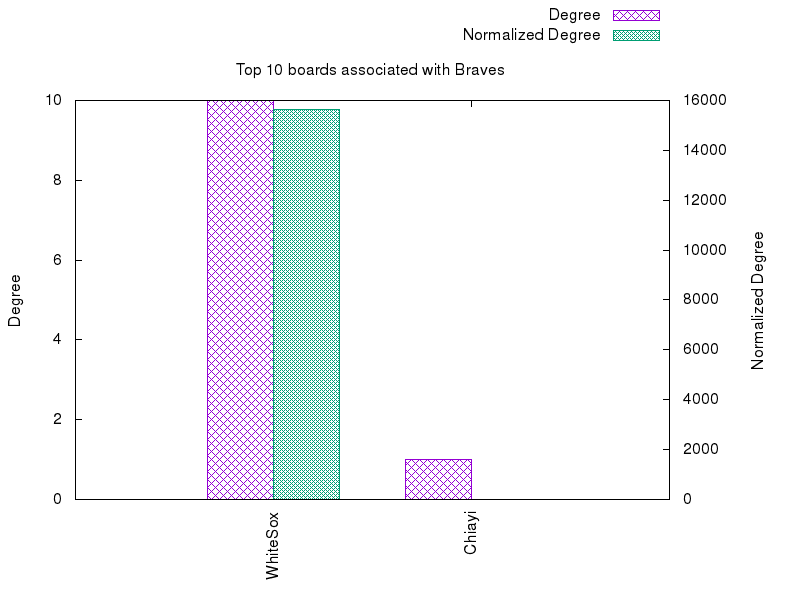 Degree
Normalized Degree
Top 10 boards associated with Braves
10
8
6
4
2
0
Degree
16000
14000
12000
10000
8000
6000
4000
2000
0
Normalized Degree
WhiteSox
Chiayi